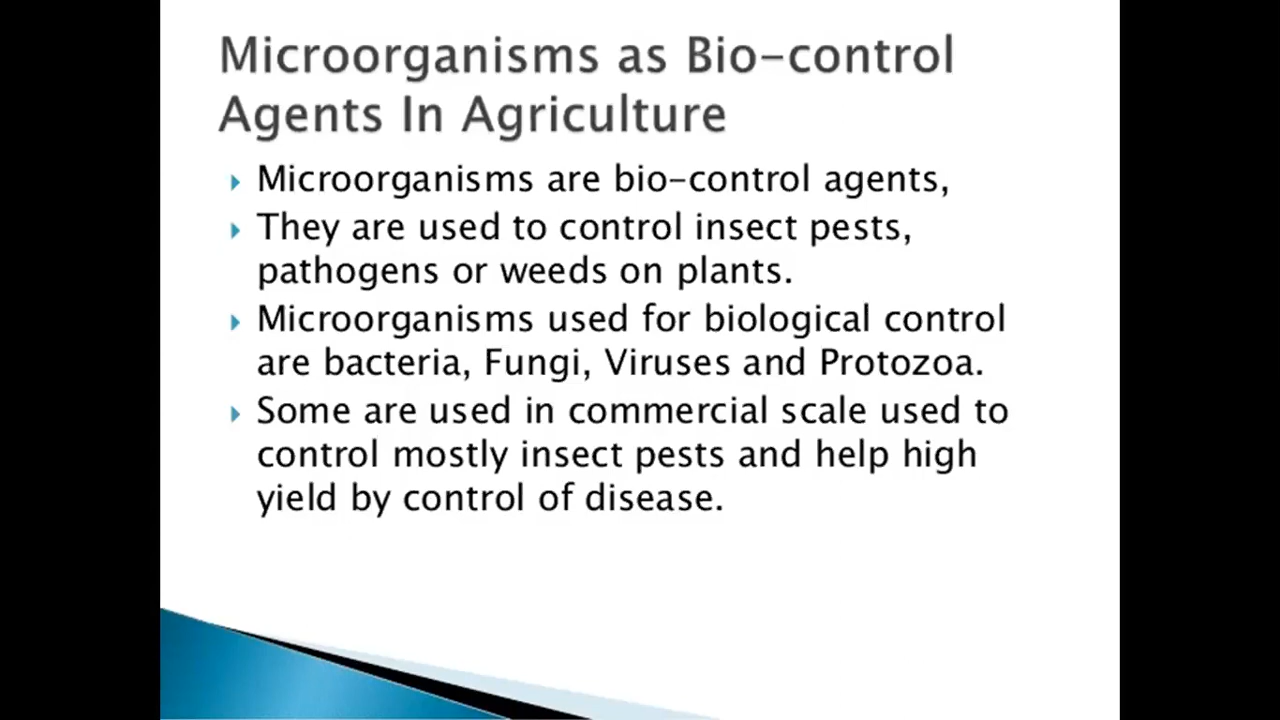 Microorganisms as Bio-control
Agents In Agriculture
Microorganisms are bio-control agents,
They are used to control insect pests,
pathogens or weeds on plants.
Microorganisms used for biological control
are bacteria, Fungi, Viruses and Protozoa.
Some are used in commercial scale used to
control mostly insect pests and help high
yield by control of disease.